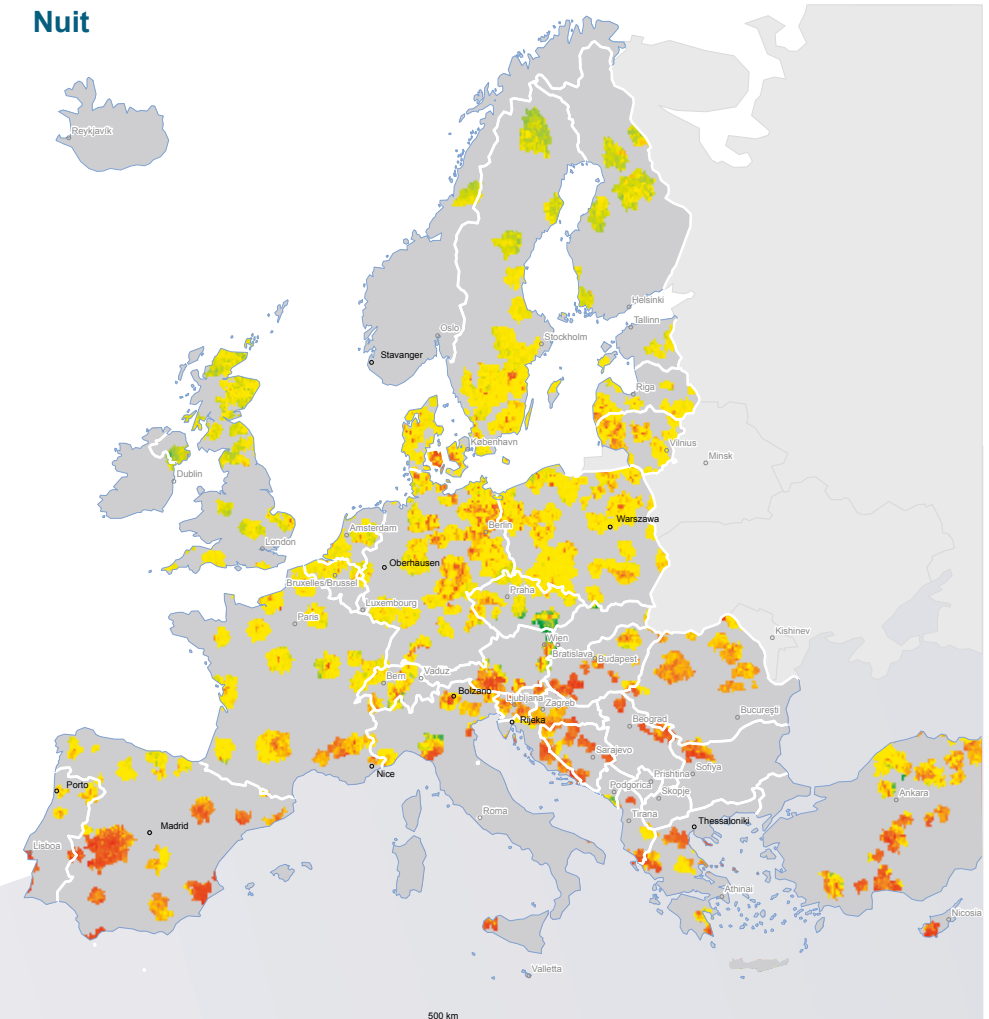 Nuit
Reykjavík
Helsinki
Tallinn
Oslo
Stockholm
Stavanger
Riga
København
Vilnius
Minsk
Dublin
Warszawa
Berlin
Amsterdam
London
Oberhausen
Bruxelles/Brussel
Praha
Luxembourg
Paris
Kishinev
Wien
Bratislava
Budapest
Vaduz
Bern
Bolzano
Ljubljana
Zagreb
Bucureşti
Rijeka
Beograd
Sarajevo
Sofiya
Prishtina
Nice
Podgorica
Skopje
Porto
Ankara
Roma
Tirana
Thessaloniki
Madrid
Lisboa
Athinai
Nicosia
Valletta
500 km